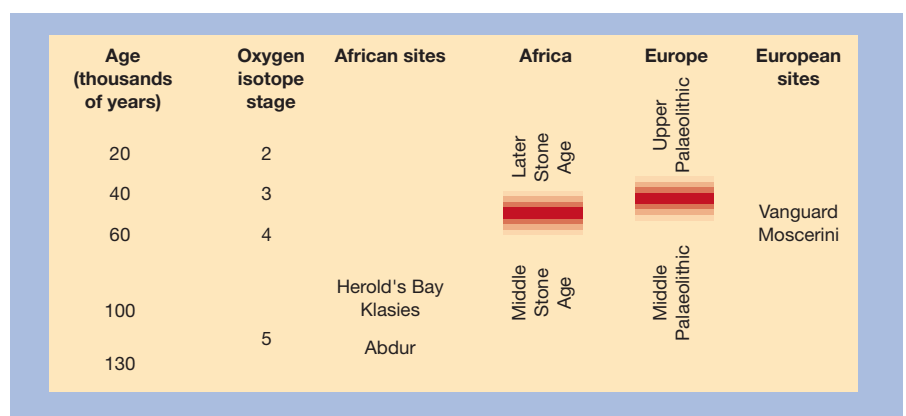 Age
(thousands
of years)
Oxygen
isotope
stage
African sites
Africa
Europe
European
sites
20
2
Later
Stone
Age
Upper
Palaeolithic
40
3
60
4
Vanguard
Moscerini
Herold's Bay
Klasies
100
Middle
Stone
Age
Middle
Palaeolithic
5
Abdur
130